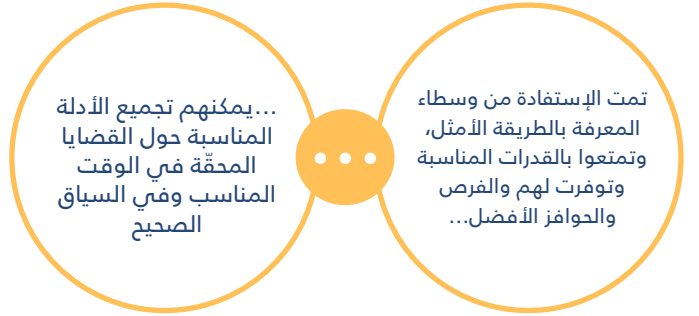 تمت الإستفادة من وسطاء
المعرفة بالطريقة الأمثل،
وتمتعوا بالقدرات المناسبة
وتوفرت لهم والفرص
والحوافز الأفضل...
...يمكنهم تجميع الأدلة
المناسبة حول القضايا
المحقّة في الوقت
المناسب وفي السياق
الصحيح